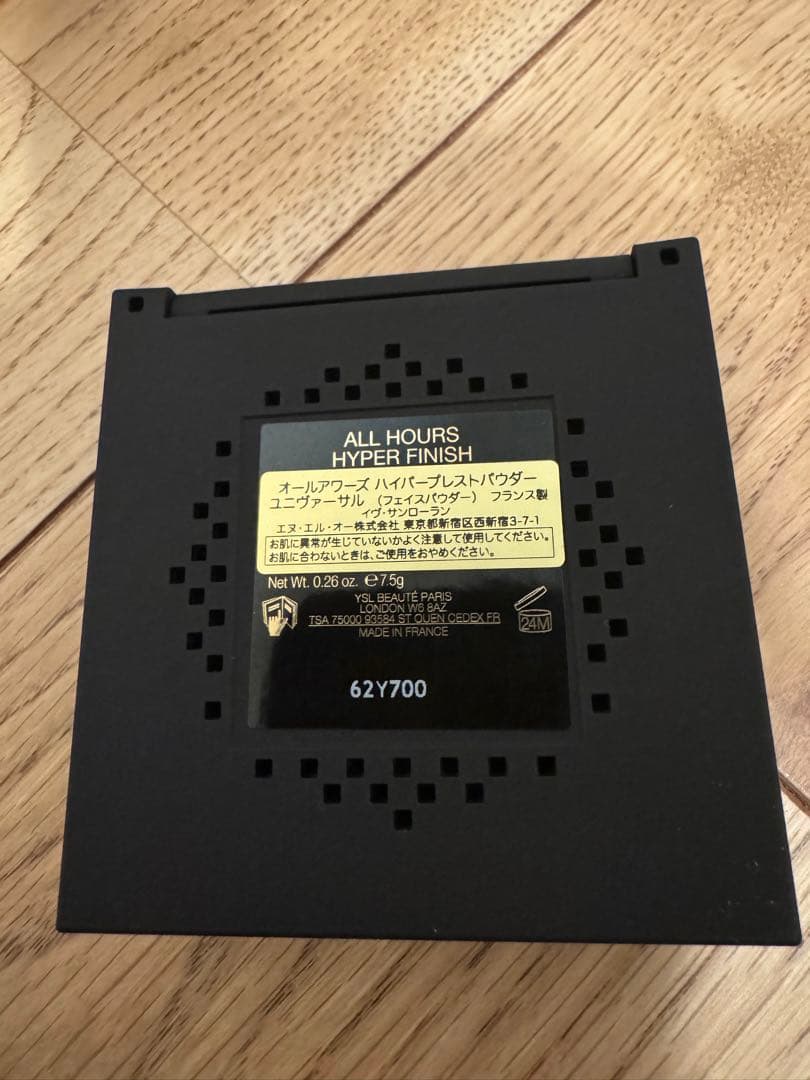 ALL HOURS
HYPER FINISH
オールアワーズ ハイパープレストパウダー
ユニヴァーサル (フェイスパウダー) フランス製
イヴ・サンローラン
エヌ・エル・オー株式会社 東京都新宿区西新宿3-7-1
お肌に異常が生じていないかよく注意して使用してください。
お肌に合わないときは、ご使用をおやめください。
Net Wt. 0.26 oz. ℮7.5g
YSL BEAUTÉ PARIS
LONDON W6 8AZ
TSA 75000 93584 ST OUEN CEDEX FR
MADE IN FRANCE
24M
62Y700